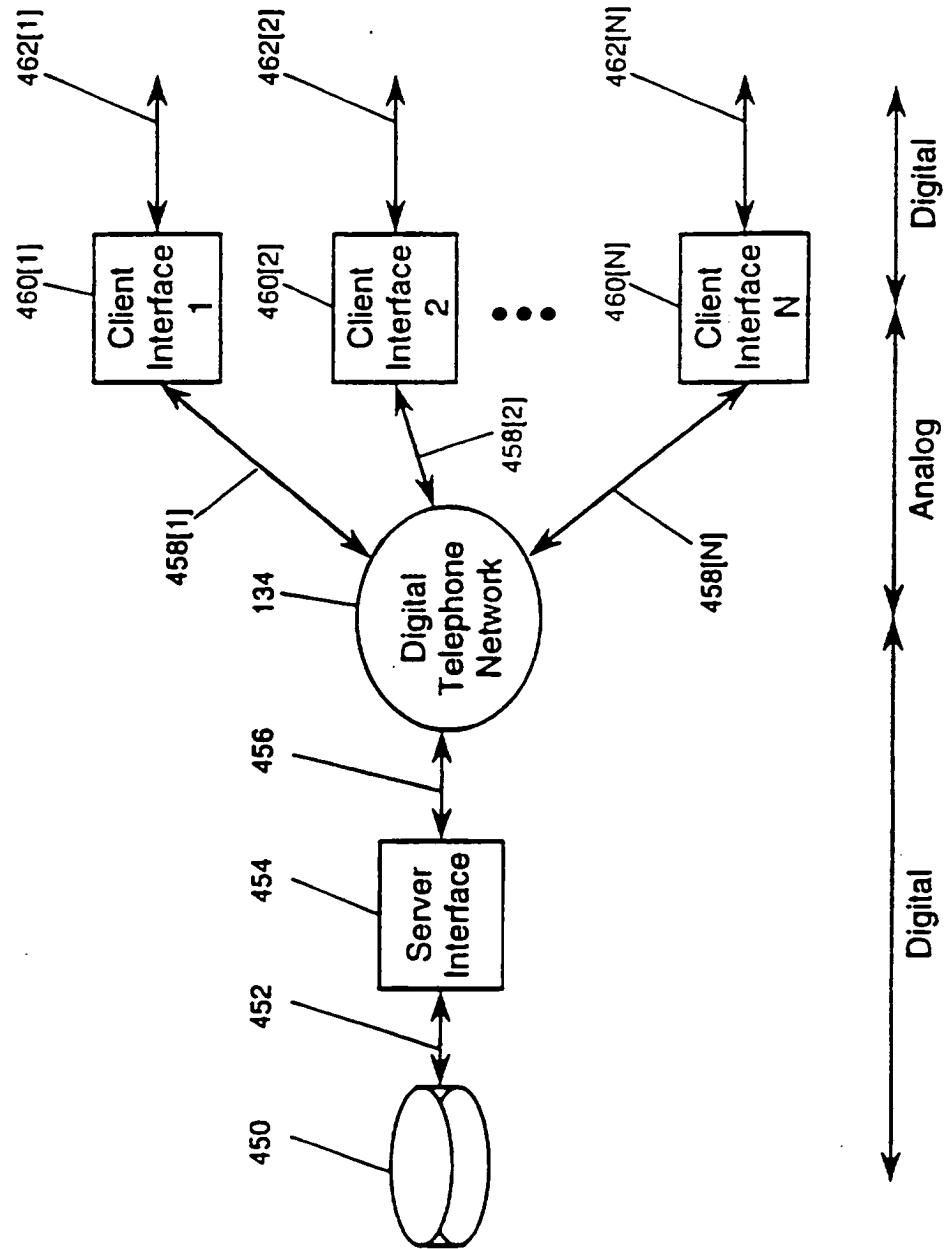 462[1]
462[2]
462[N]
460[1]
460[2]
460[N]
Client
Interface
1
Client
Interface
2
Client
Interface
N
458[1]
458[2]
458[N]
134
Digital
Telephone
Network
456
454
Server
Interface
452
450
Digital
Analog
Digital